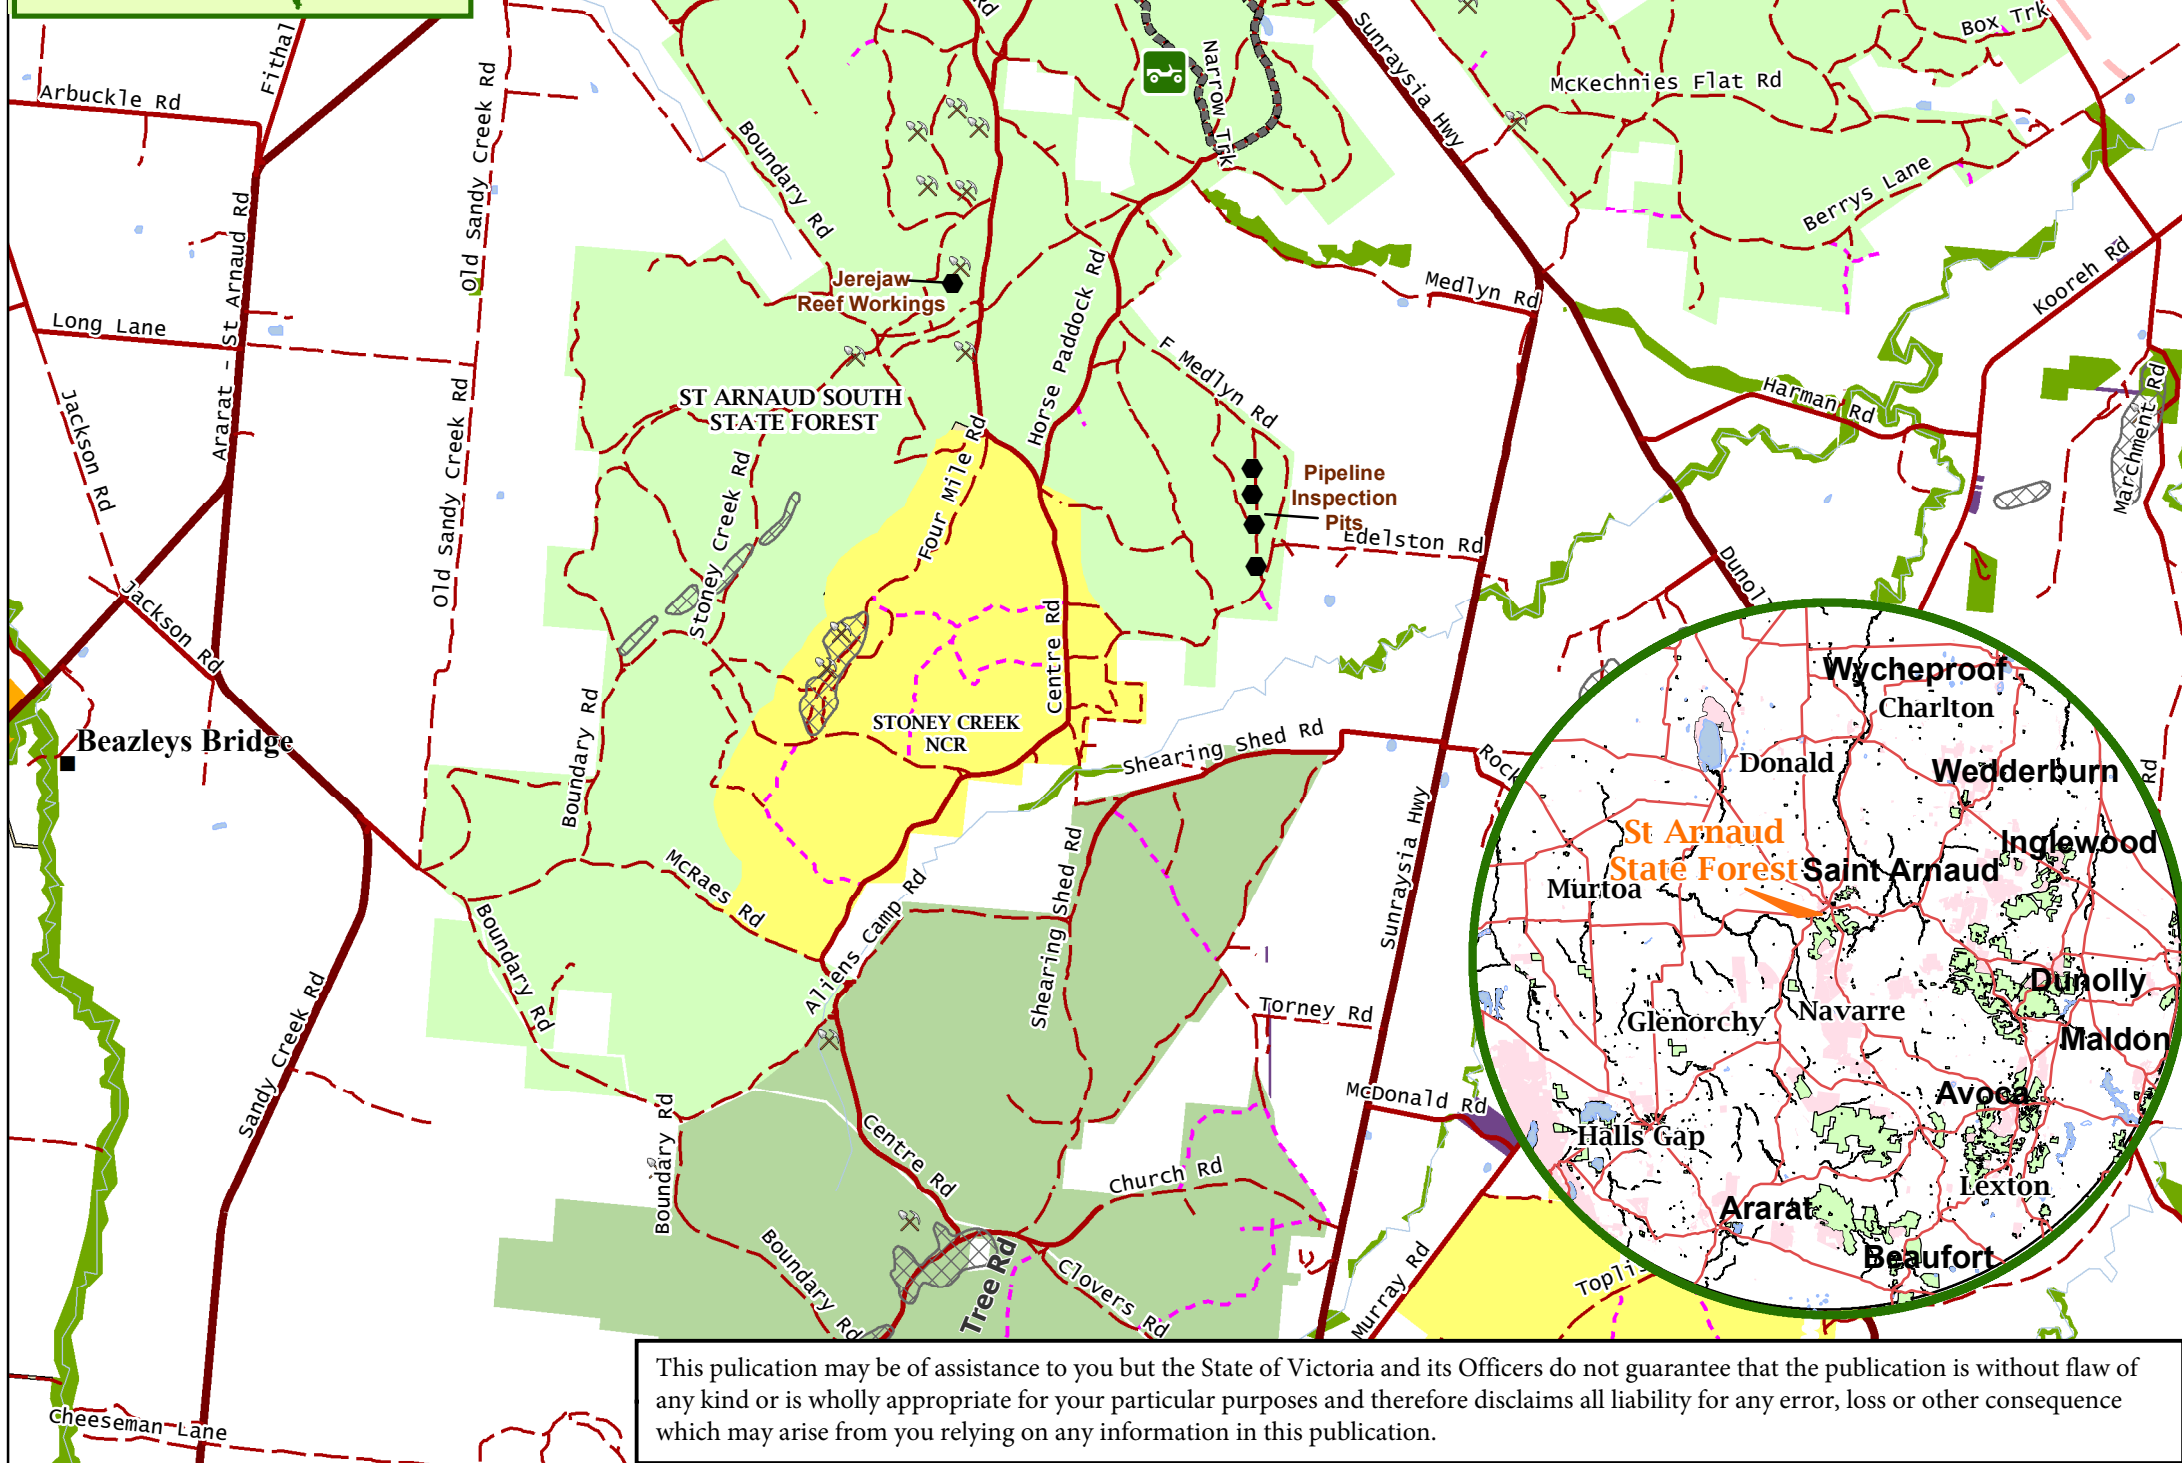 Rd
Box Trk
Fithal
Narrow Trk
Sunraysia Hwy
McKechnies Flat Rd
Arbuckle Rd
Old Sandy Creek Rd
Boundary Rd
Berrys Lane
Ararat - St Arnaud Rd
Jerejaw
Reef Workings
Horse Paddock Rd
Medlyn Rd
Kooreh Rd
Long Lane
F Medlyn Rd
Harman Rd
Marchment Rd
Jackson Rd
Old Sandy Creek Rd
ST ARNAUD SOUTH
STATE FOREST
Four Mile Rd
Stoney Creek Rd
Pipeline
Inspection
Pits
Edelston Rd
Dunoll
Jackson Rd
Centre Rd
Boundary Rd
STONEY CREEK
NCR
Beazleys Bridge
Shearing Shed Rd
Rock
Rd
Sunraysia Hwy
McRaes Rd
Shearing Shed Rd
Aliens Camp Rd
Boundary Rd
Torney Rd
Sandy Creek Rd
McDonald Rd
Boundary Rd
Centre Rd
Church Rd
Boundary Rd
Tree Rd
Clovers Rd
Murray Rd
Toplis
Cheeseman Lane
Wycheproof
Charlton
Donald
Wedderburn
St Arnaud
State Forest
Inglewood
Saint Arnaud
Murtoa
Dunolly
Navarre
Glenorchy
Maldon
Avoca
Halls Gap
Lexton
Ararat
Beaufort
This pulication may be of assistance to you but the State of Victoria and its Officers do not guarantee that the publication is without flaw of
any kind or is wholly appropriate for your particular purposes and therefore disclaims all liability for any error, loss or other consequence
which may arise from you relying on any information in this publication.